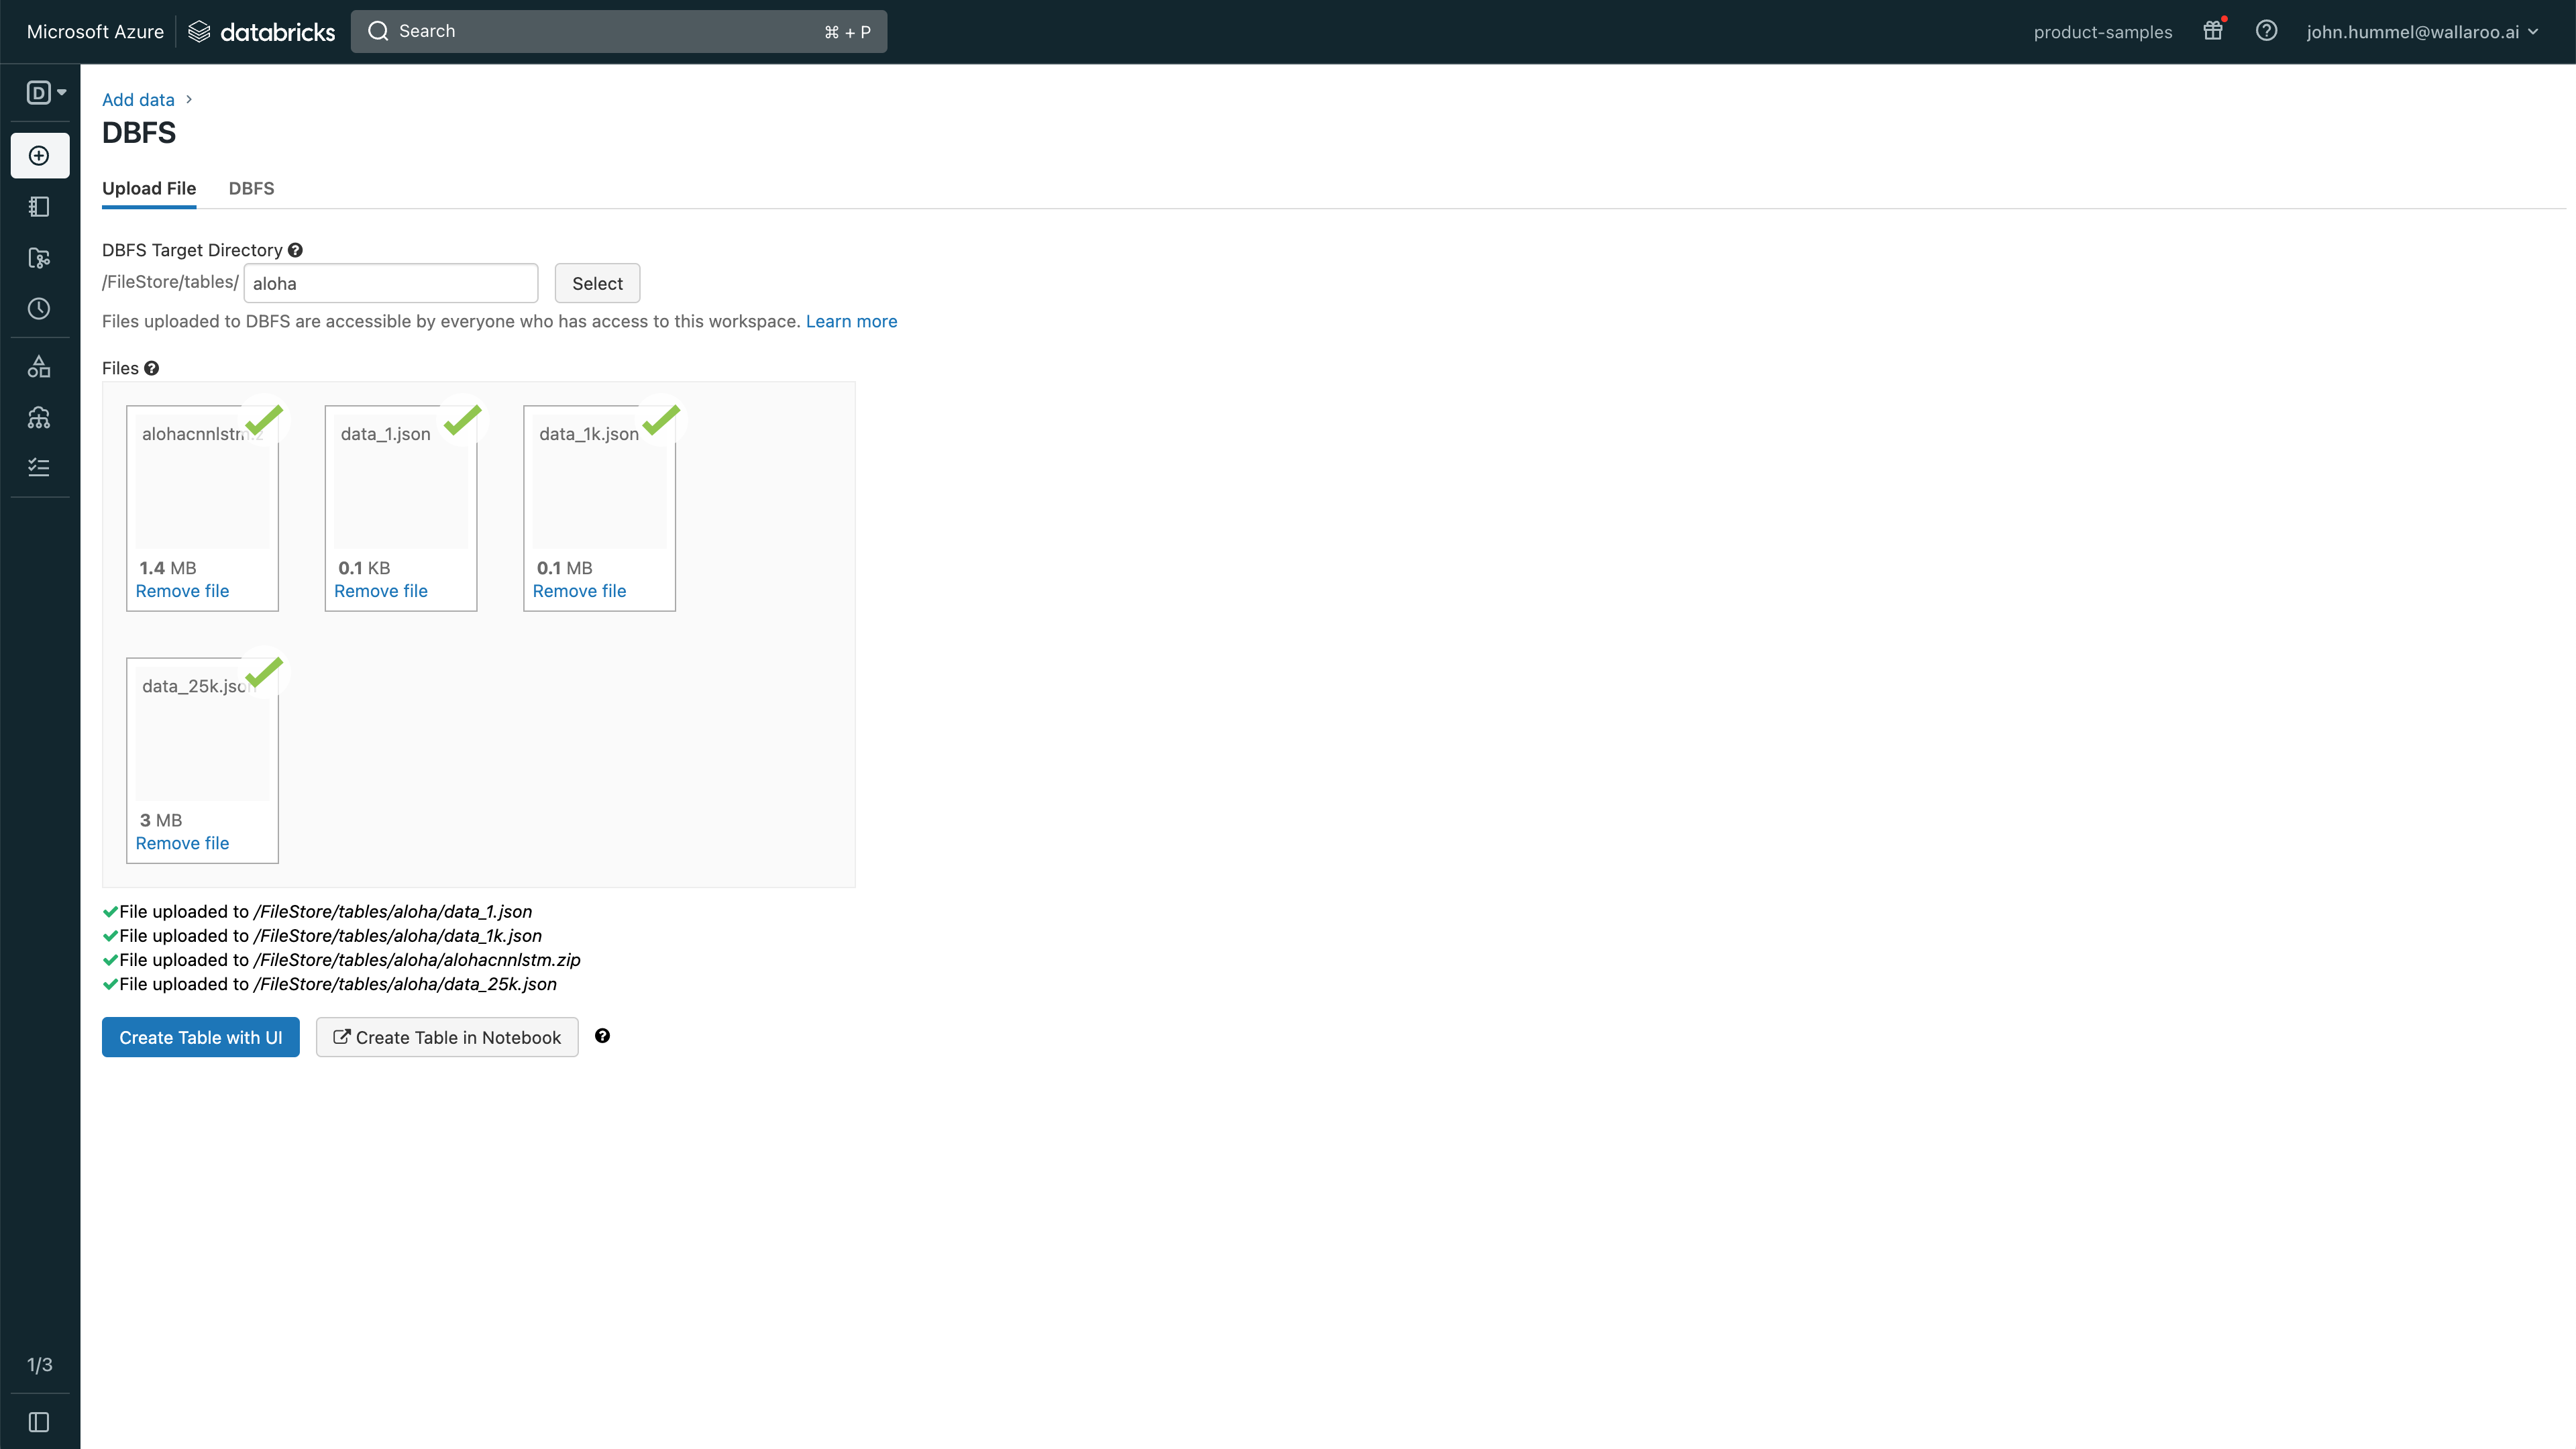 Microsoft Azure databricks Search ⌘ + P product-samples john.hummel@wallaroo.ai
D
Add data >
DBFS
Upload File DBFS
DBFS Target Directory
/FileStore/tables/ aloha Select
Files uploaded to DBFS are accessible by everyone who has access to this workspace. Learn more
Files
alohacnnlstm.z data_1.json data_1k.json
1.4 MB 0.1 KB 0.1 MB
Remove file Remove file Remove file
data_25k.json
3 MB
Remove file
File uploaded to /FileStore/tables/aloha/data_1.json
File uploaded to /FileStore/tables/aloha/data_1k.json
File uploaded to /FileStore/tables/aloha/alohacnnlstm.zip
File uploaded to /FileStore/tables/aloha/data_25k.json
Create Table with UI Create Table in Notebook
1/3